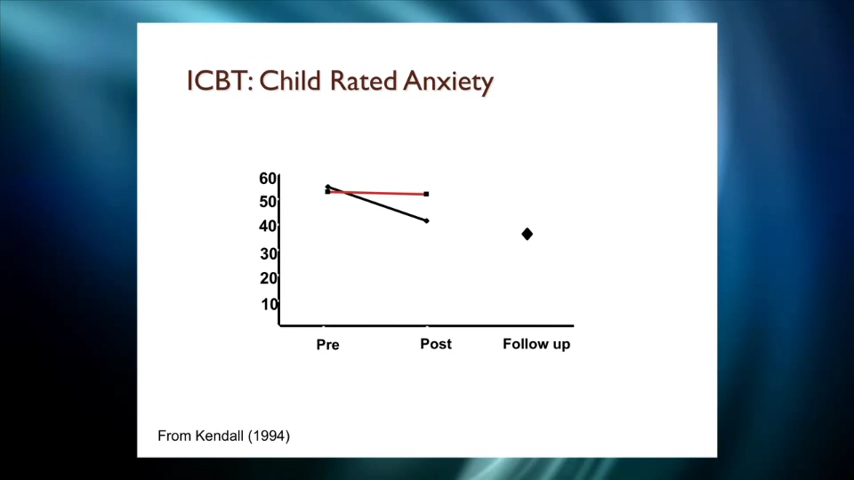 ICBT: Child Rated Anxiety
60
50
40
30
20
10
Pre Post Follow up
From Kendall (1994)